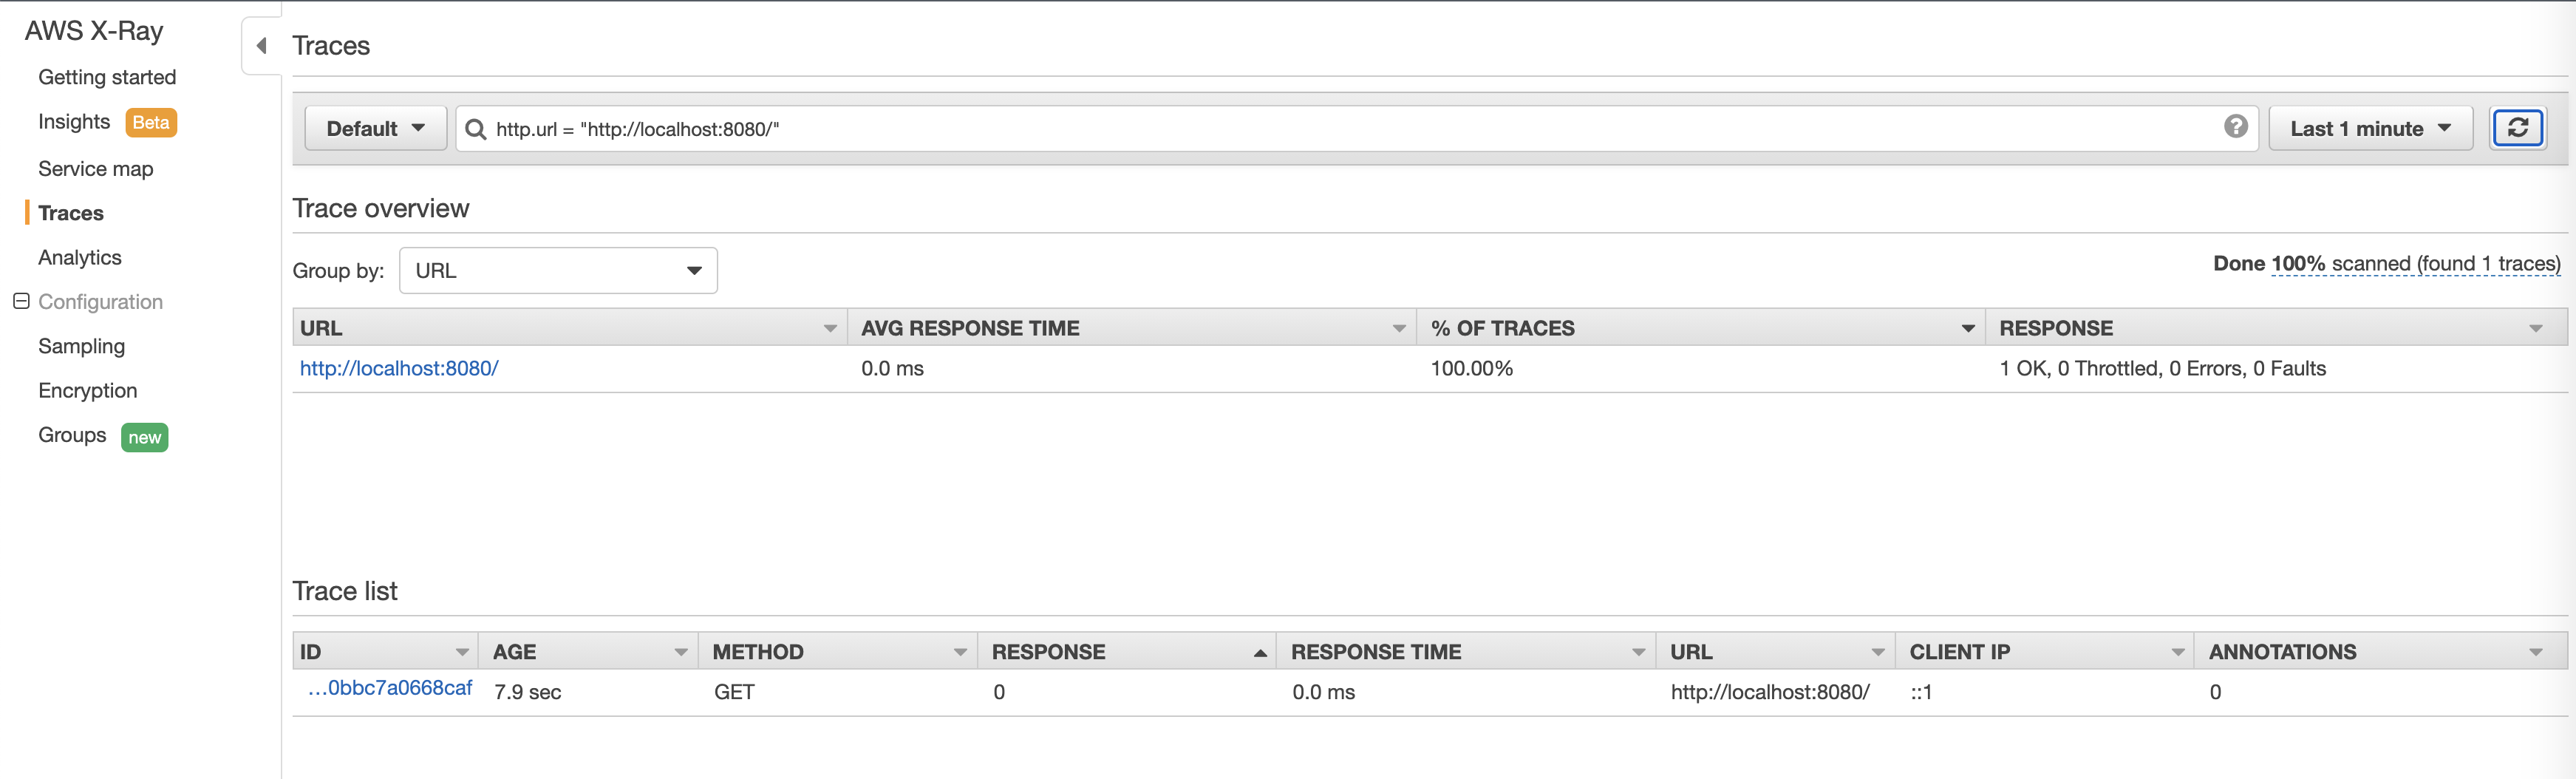 AWS X-Ray
Getting started
Insights Beta
Service map
Traces
Analytics
Configuration
Sampling
Encryption
Groups new
Traces
Default http.url = "http://localhost:8080/" ? Last 1 minute
Trace overview
Group by: URL
Done 100% scanned (found 1 traces)
URL AVG RESPONSE TIME % OF TRACES RESPONSE
http://localhost:8080/ 0.0 ms 100.00% 1 OK, 0 Throttled, 0 Errors, 0 Faults
Trace list
ID AGE METHOD RESPONSE RESPONSE TIME URL CLIENT IP ANNOTATIONS
...0bbc7a0668caf 7.9 sec GET 0 0.0 ms http://localhost:8080/ ::1 0